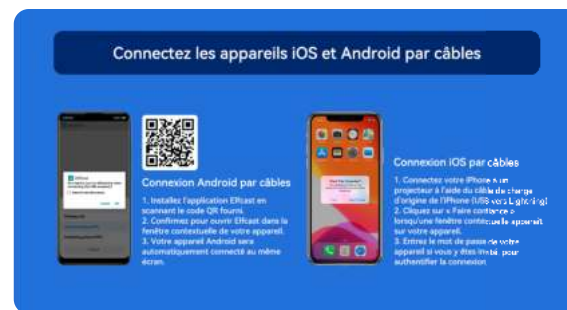 Connectez les appareils iOS et Android par câbles
Connexion Android par câbles
1. Installez l'application Elfcast en
scannant le code QR fourni.
2. Confirmez pour ouvrir Elfcast dans la
fenêtre contextuelle de votre appareil.
3. Votre appareil Android sera
automatiquement connecté au même
écran.
Connexion iOS par câbles
1. Connectez votre iPhone à un
projecteur à l'aide du câble de charge
d'origine de l'iPhone (USB vers Lightning)
2. Cliquez sur « Faire confiance »
lorsqu'une fenêtre contextuelle apparaît
sur votre appareil.
3. Entrez le mot de passe de votre
appareil si vous y êtes invité, pour
authentifier la connexion